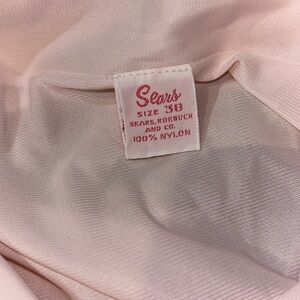 Sears
SIZE 38
SEARS, ROEBUCK
AND CO.
100% NYLON